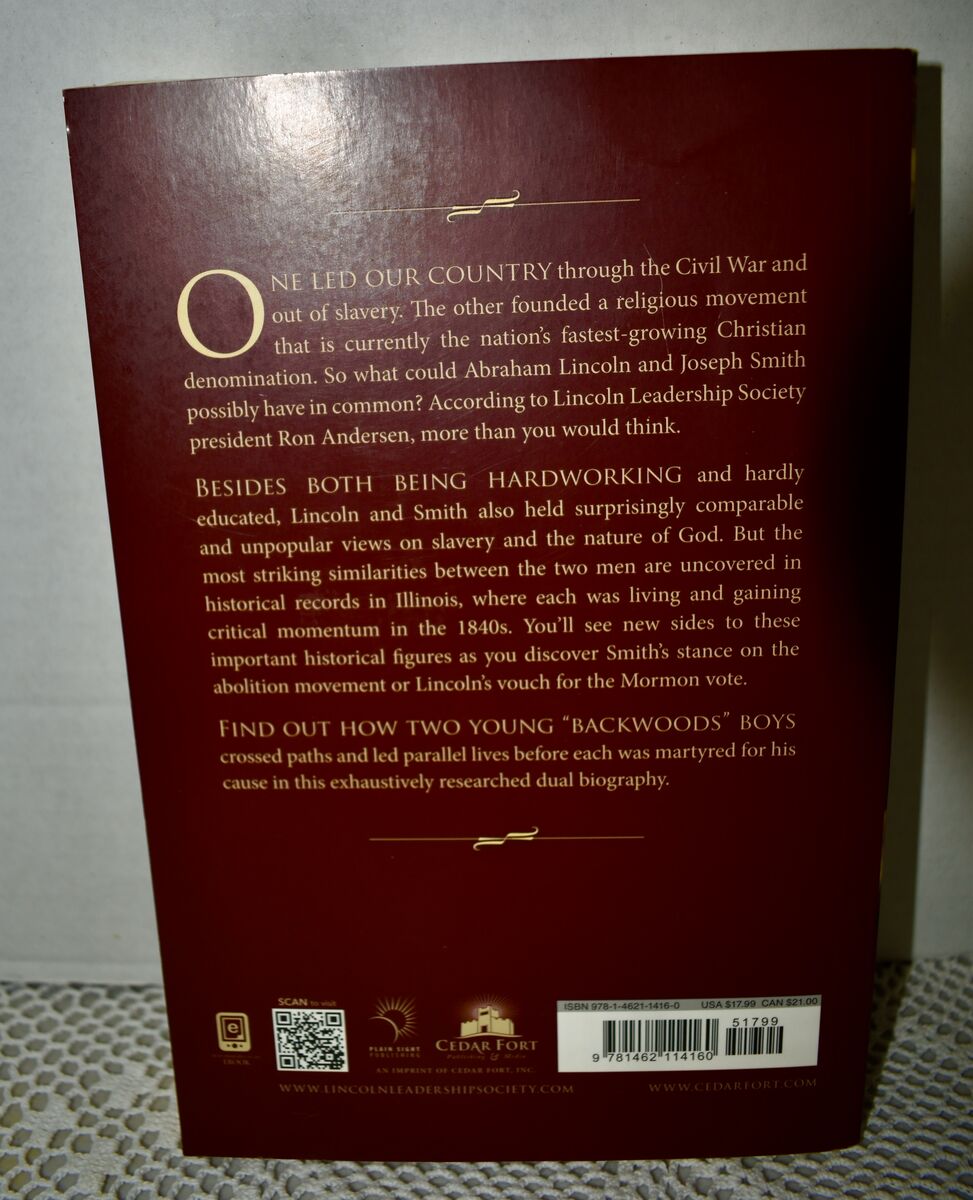 ONE LED OUR COUNTRY through the Civil War and
out of slavery. The other founded a religious movement
that is currently the nation's fastest-growing Christian
denomination. So what could Abraham Lincoln and Joseph Smith
possibly have in common? According to Lincoln Leadership Society
president Ron Andersen, more than you would think.
BESIDES BOTH BEING HARDWORKING and hardly
educated, Lincoln and Smith also held surprisingly comparable
and unpopular views on slavery and the nature of God. But the
most striking similarities between the two men are uncovered in
historical records in Illinois, where each was living and gaining
critical momentum in the 1840s. You'll see new sides to these
important historical figures as you discover Smith's stance on the
abolition movement or Lincoln's vouch for the Mormon vote.
FIND OUT HOW TWO YOUNG “BACKWOODS” BOYS
crossed paths and led parallel lives before each was martyred for his
cause in this exhaustively researched dual biography.
e
EBOOK
SCAN to visit
PLAIN SIGHT
PUBLISHING
CEDAR FORT
Publishing & Media
AN IMPRINT OF CEDAR FORT, INC.
ISBN 978-1-4621-1416-0 USA $17.99 CAN $21.00
51799
9 781462 114160
WWW.LINCOLNLEADERSHIPSOCIETY.COM
WWW.CEDARFORT.COM